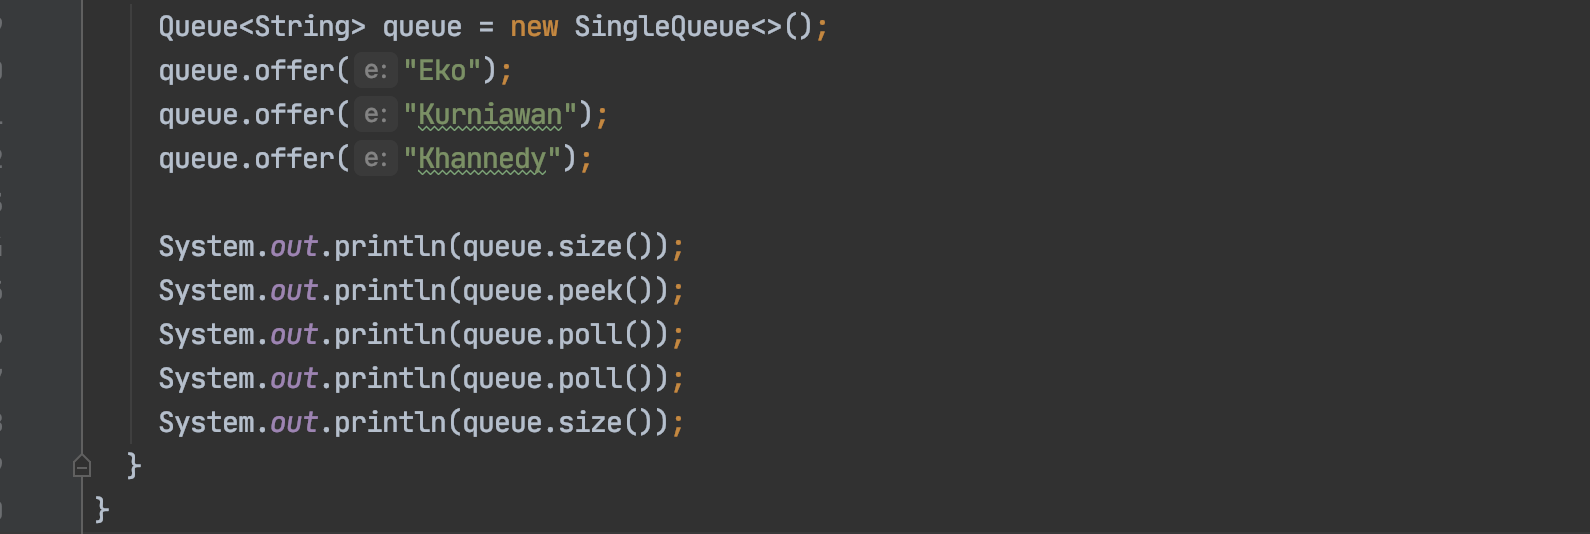 Queue<String> queue = new SingleQueue<>();
queue.offer( e: "Eko");
queue.offer( e: "Kurniawan");
queue.offer( e: "Khannedy");
System.out.println(queue.size());
System.out.println(queue.peek());
System.out.println(queue.poll());
System.out.println(queue.poll());
System.out.println(queue.size());
}
}